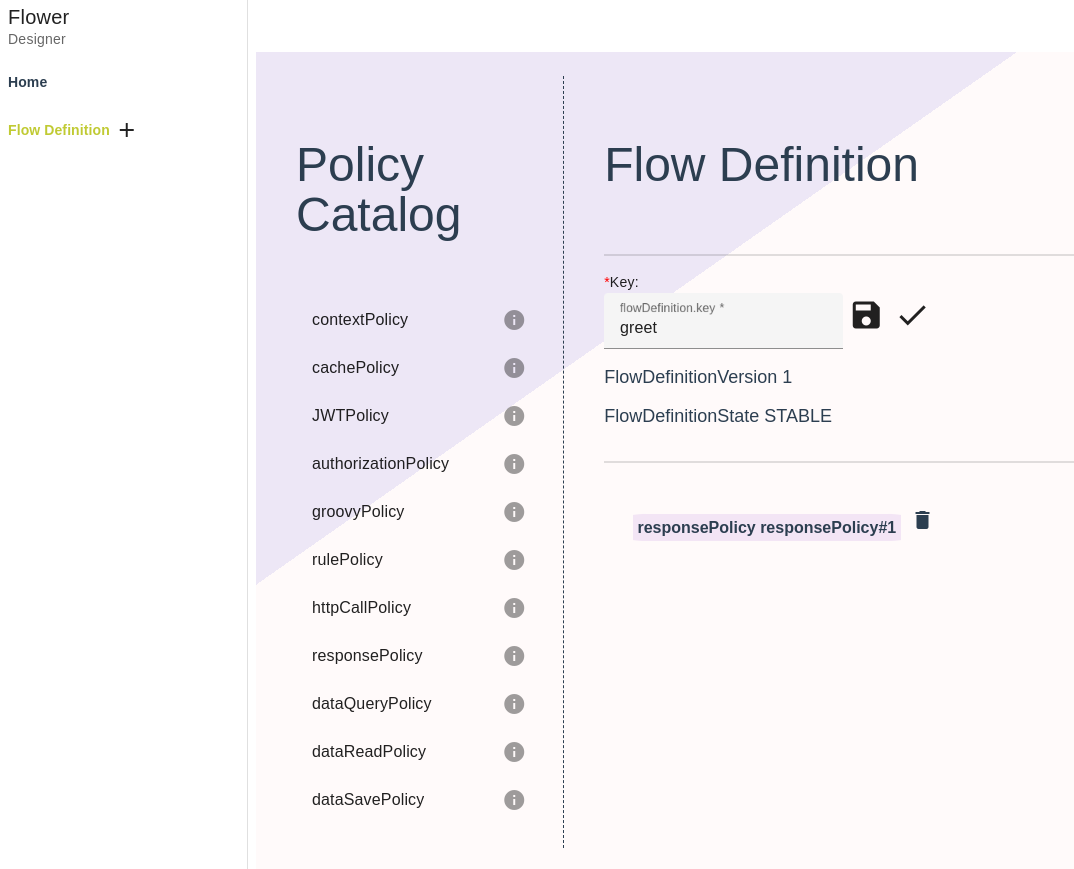 Flower
Designer
Home
Flow Definition
Policy
Catalog
contextPolicy
cachePolicy
JWTPolicy
authorizationPolicy
groovyPolicy
rulePolicy
httpCallPolicy
responsePolicy
dataQueryPolicy
dataReadPolicy
dataSavePolicy
Flow Definition
*Key:
flowDefinition.key *
greet
FlowDefinitionVersion 1
FlowDefinitionState STABLE
responsePolicy responsePolicy#1